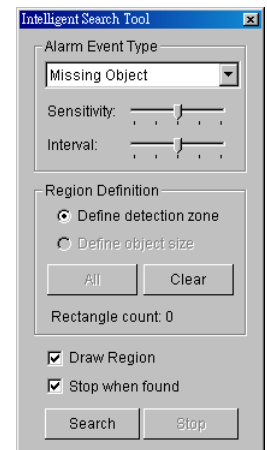 Intelligent Search Tool
Alarm Event Type
Missing Object
Sensitivity:
Interval:
Region Definition
Define detection zone
Define object size
All
Clear
Rectangle count: 0
Draw Region
Stop when found
Search
Stop